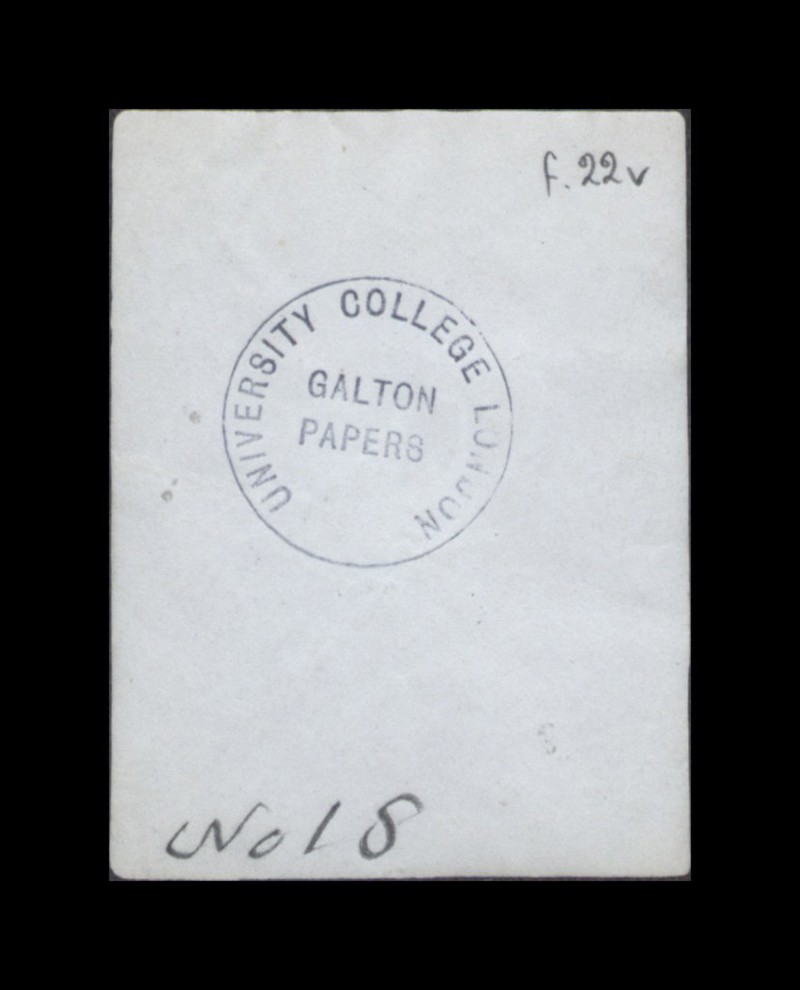 f. 22v
UNIVERSITY COLLEGE LONDON
GALTON
PAPERS
No 18